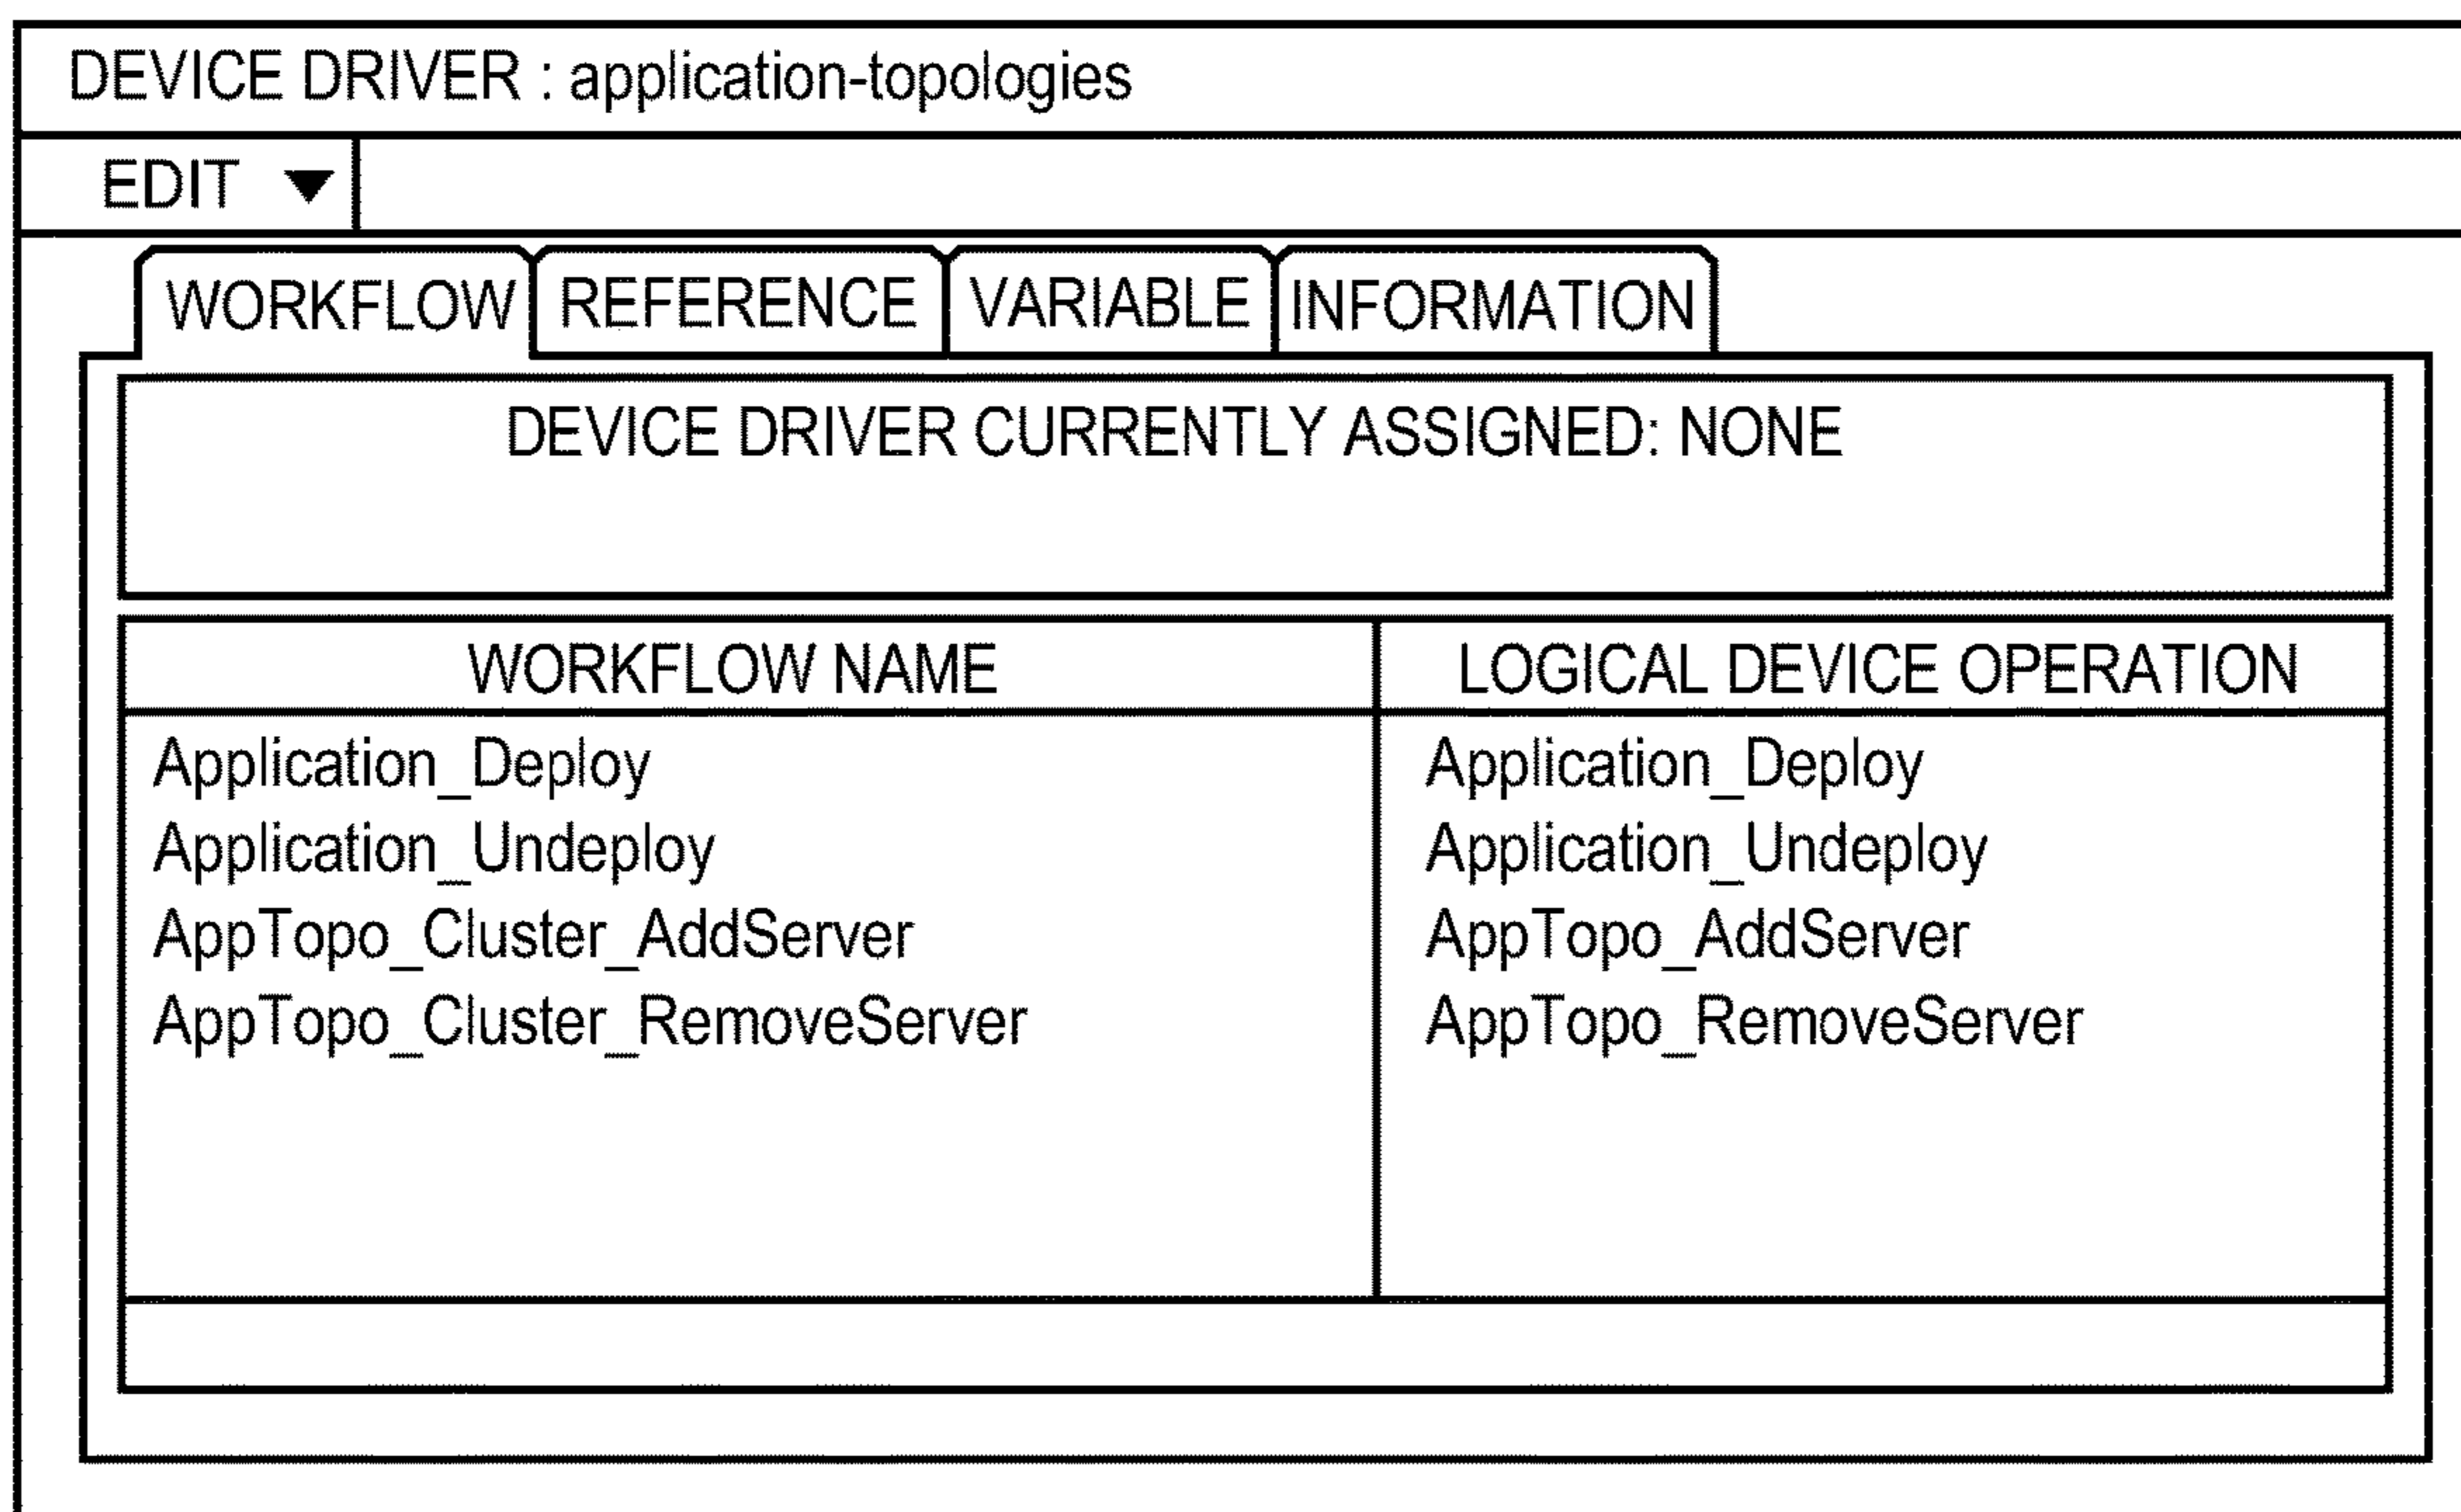 DEVICE DRIVER : application-topologies
EDIT ▼
WORKFLOW REFERENCE VARIABLE INFORMATION
DEVICE DRIVER CURRENTLY ASSIGNED: NONE
WORKFLOW NAME LOGICAL DEVICE OPERATION
Application_Deploy Application_Deploy
Application_Undeploy Application_Undeploy
AppTopo_Cluster_AddServer AppTopo_AddServer
AppTopo_Cluster_RemoveServer AppTopo_RemoveServer